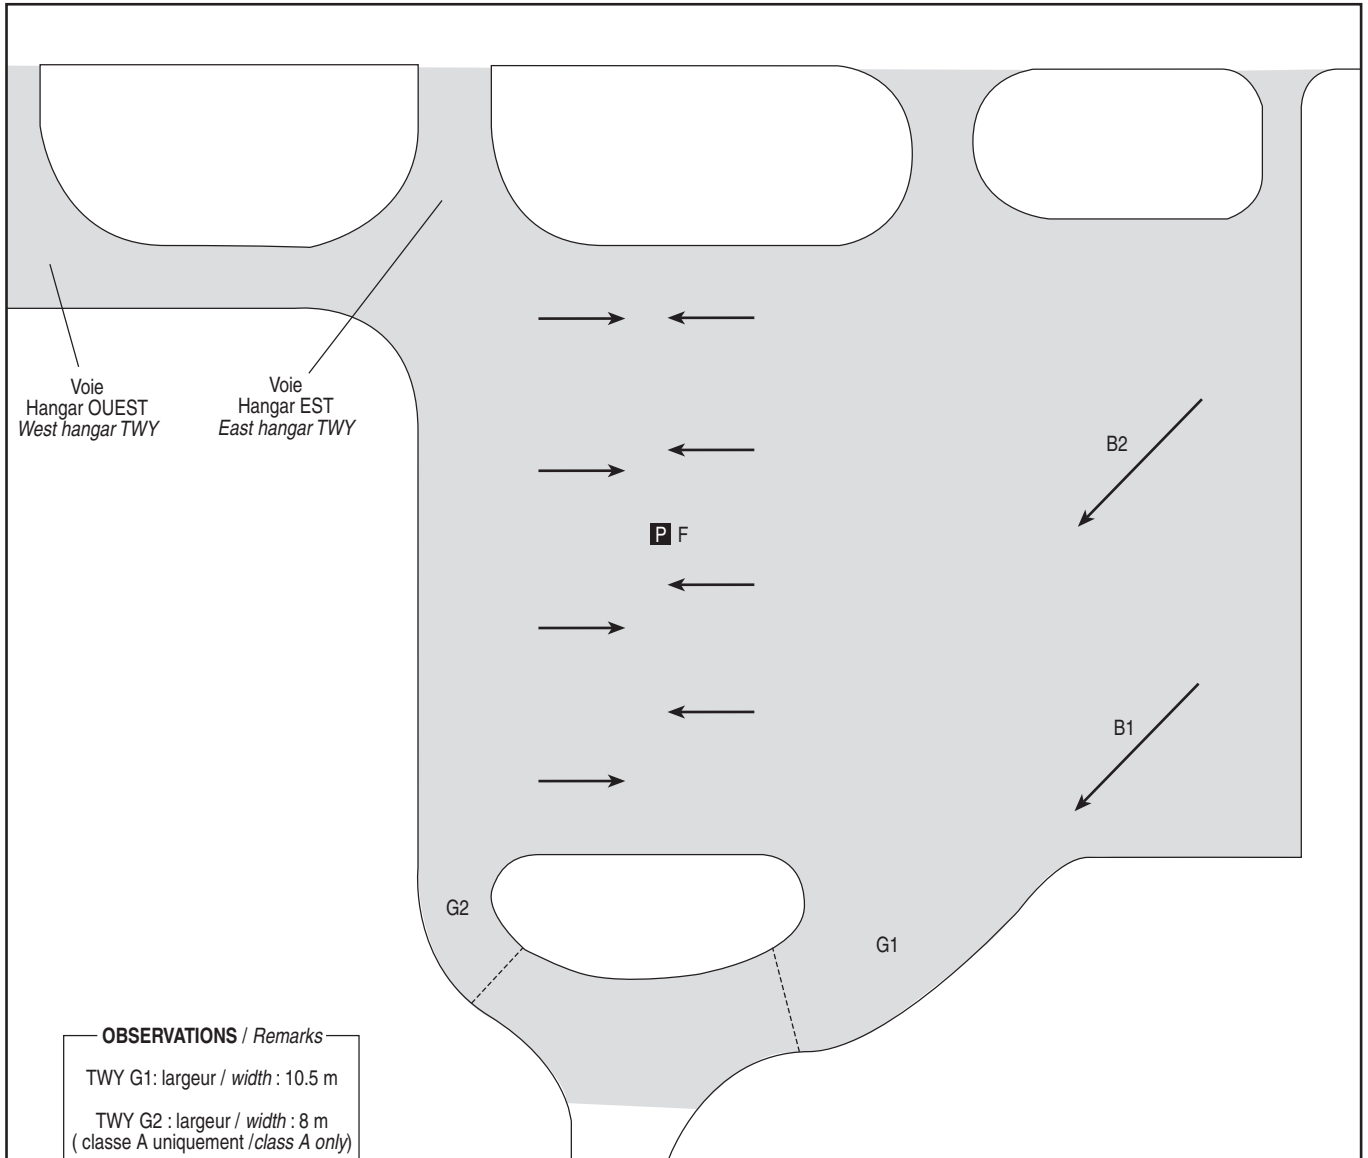 Voie
Hangar OUEST
West hangar TWY
Voie
Hangar EST
East hangar TWY
B2
P F
B1
G2
G1
OBSERVATIONS / Remarks
TWY G1: largeur / width : 10.5 m
TWY G2 : largeur / width : 8 m
( classe A uniquement /class A only)